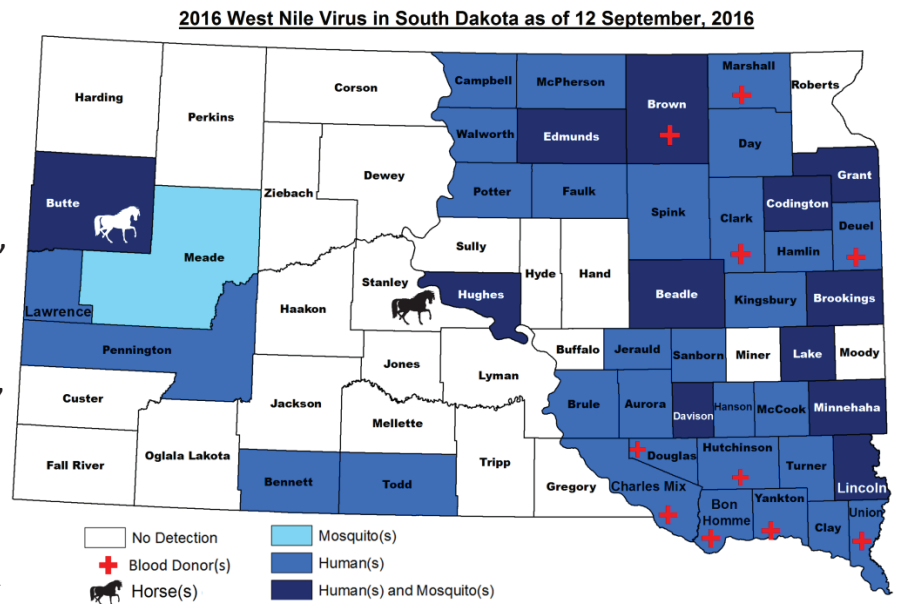 2016 West Nile Virus in South Dakota as of 12 September, 2016
Harding
Perkins
Corson
Campbell
McPherson
Brown
Marshall
Roberts
Walworth
Edmunds
Day
Butte
Ziebach
Dewey
Potter
Faulk
Spink
Clark
Codington
Grant
Deuel
Hamlin
Meade
Sully
Stanley
Hughes
Hyde
Hand
Beadle
Kingsbury
Brookings
Lawrence
Haakon
Pennington
Jones
Lyman
Buffalo
Jerauld
Sanborn
Miner
Lake
Moody
Custer
Jackson
Mellette
Brule
Aurora
Davison
Hanson
McCook
Minnehaha
Fall River
Oglala Lakota
Bennett
Todd
Tripp
Gregory
Charles Mix
Douglas
Hutchinson
Turner
Lincoln
Bon
Homme
Yankton
Clay
Union
No Detection
Blood Donor(s)
Horse(s)
Mosquito(s)
Human(s)
Human(s) and Mosquito(s)
,
,